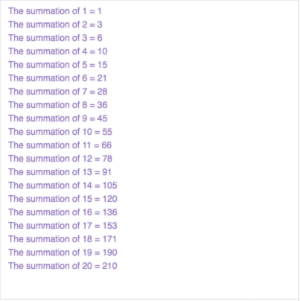 The summation of 1 = 1
The summation of 2 = 3
The summation of 3 = 6
The summation of 4 = 10
The summation of 5 = 15
The summation of 6 = 21
The summation of 7 = 28
The summation of 8 = 36
The summation of 9 = 45
The summation of 10 = 55
The summation of 11 = 66
The summation of 12 = 78
The summation of 13 = 91
The summation of 14 = 105
The summation of 15 = 120
The summation of 16 = 136
The summation of 17 = 153
The summation of 18 = 171
The summation of 19 = 190
The summation of 20 = 210